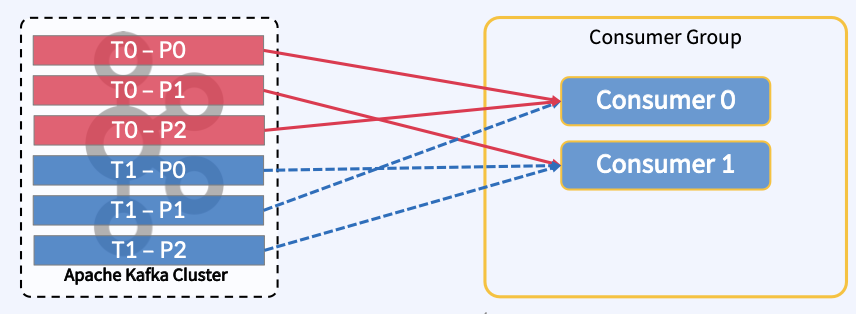 T0 – P0
T0 – P1
T0 – P2
T1 – P0
T1 – P1
T1 – P2
Apache Kafka Cluster
Consumer Group
Consumer 0
Consumer 1